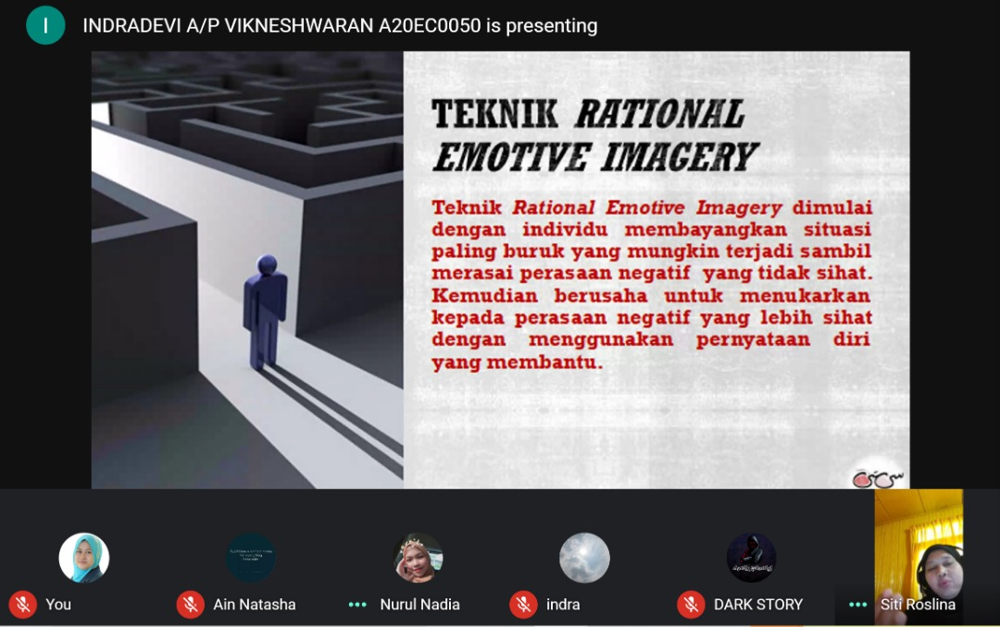 I
INDRADEVI A/P VIKNESHWARAN A20EC0050 is presenting
TEKNIK RATIONAL
EMOTIVE IMAGERY
Teknik Rational Emotive Imagery dimulai
dengan individu membayangkan situasi
paling buruk yang mungkin terjadi sambil
merasai perasaan negatif yang tidak sihat.
Kemudian berusaha untuk menukarkan
kepada perasaan negatif yang lebih sihat
dengan menggunakan pernyataan diri
yang membantu.
You
Ain Natasha
Nurul Nadia
indra
DARK STORY
Siti Roslina